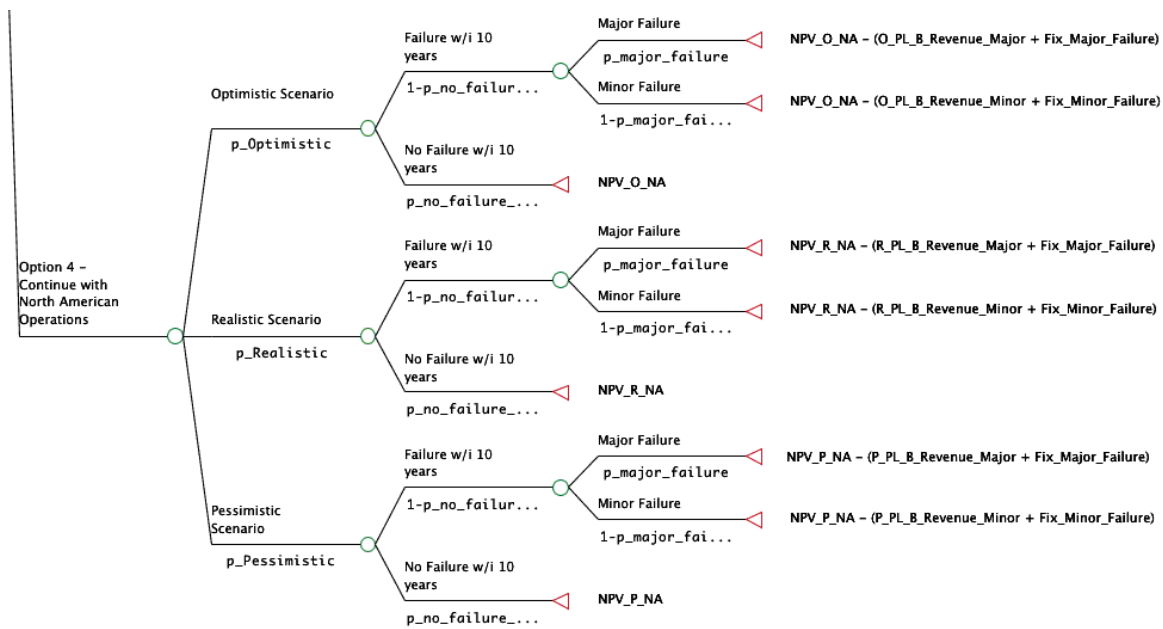 Major Failure
NPV_O_NA - (O_PL_B_Revenue_Major + Fix_Major_Failure)
Failure w/i 10
years
p_major_failure
Minor Failure
Optimistic Scenario
1-p_no_failur...
NPV_O_NA - (O_PL_B_Revenue_Minor + Fix_Minor_Failure)
1-p_major_fai...
p_Optimistic
No Failure w/i 10
years
NPV_O_NA
p_no_failure_...
Major Failure
NPV_R_NA - (R_PL_B_Revenue_Major + Fix_Major_Failure)
Failure w/i 10
years
p_major_failure
Option 4 -
Continue with
North American
Operations
Minor Failure
1-p_no_failur...
NPV_R_NA - (R_PL_B_Revenue_Minor + Fix_Minor_Failure)
Realistic Scenario
1-p_major_fai...
p_Realistic
No Failure w/i 10
years
NPV_R_NA
p_no_failure_...
Major Failure
NPV_P_NA - (P_PL_B_Revenue_Major + Fix_Major_Failure)
Failure w/i 10
years
p_major_failure
Minor Failure
1-p_no_failur...
Pessimistic
Scenario
NPV_P_NA - (P_PL_B_Revenue_Minor + Fix_Minor_Failure)
1-p_major_fai...
p_Pessimistic
No Failure w/i 10
years
NPV_P_NA
p_no_failure_...